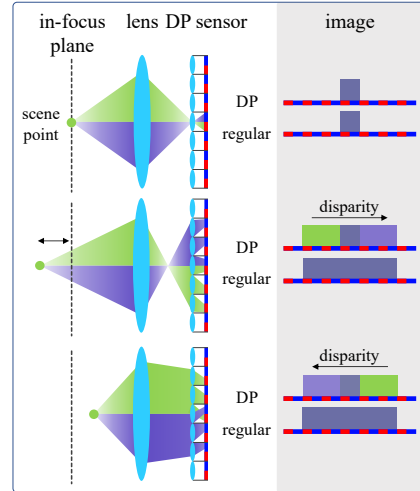 in-focus plane
lens
DP sensor
image
scene point
DP
regular
disparity
DP
regular
disparity
DP
regular